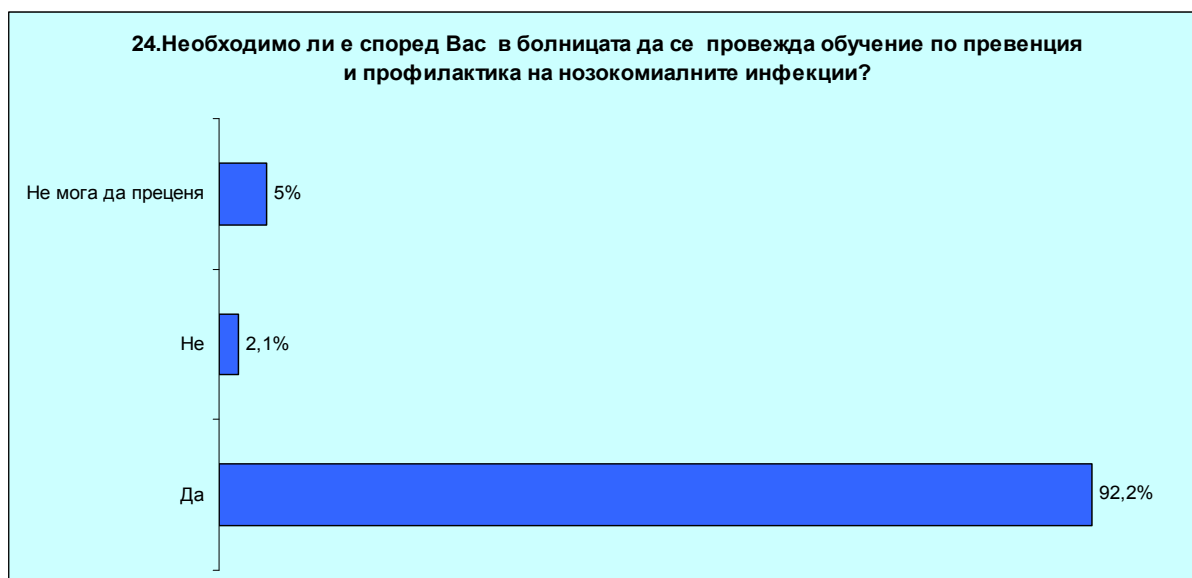 24.Необходимо ли е според Вас в болницата да се провежда обучение по превенция
и профилактика на нозокомиалните инфекции?
Не мога да преценя
5%
Не
2,1%
Да
92,2%